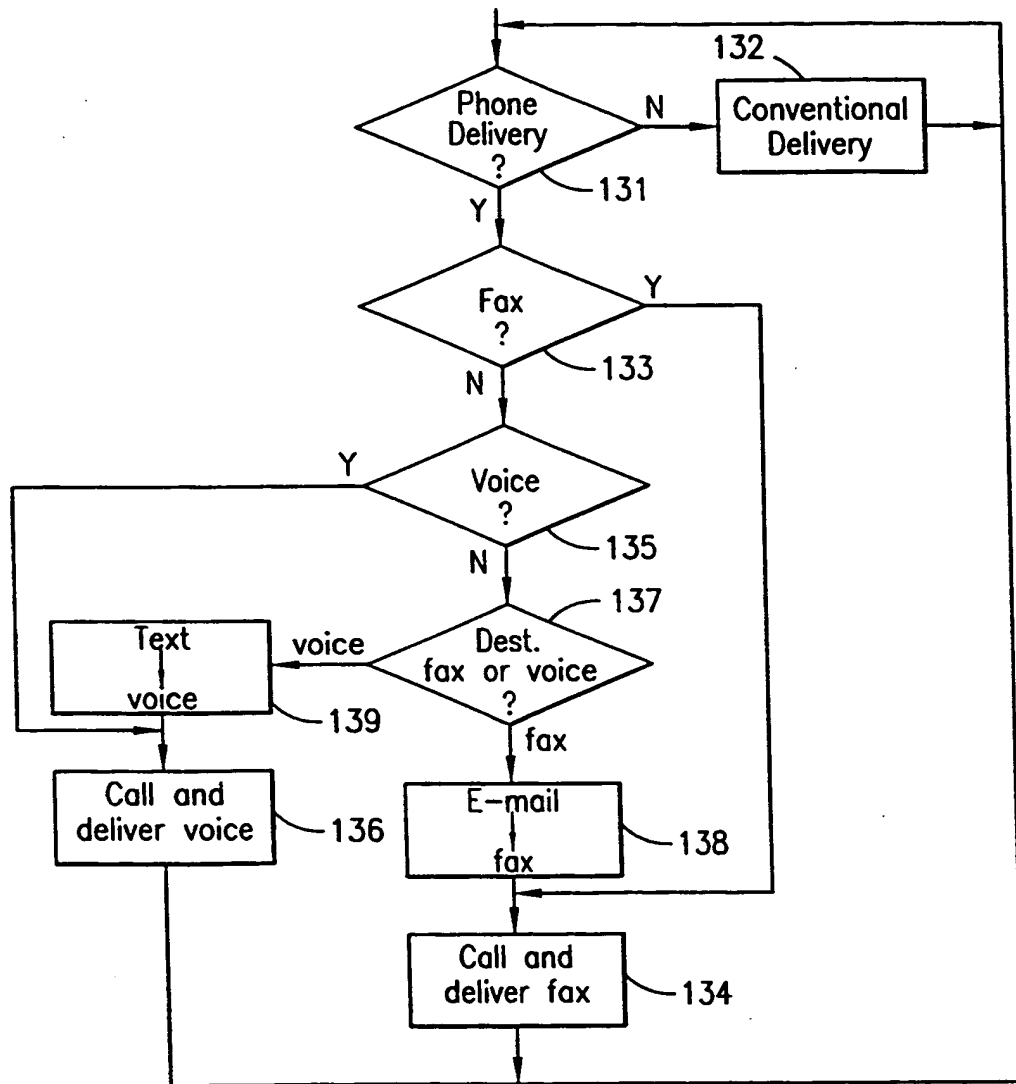 132
Phone
Delivery
?
N
Conventional
Delivery
131
Y
Fax
?
Y
133
N
Voice
?
Y
135
N
137
Dest.
fax or voice
?
voice
Text
voice
139
fax
Call and
deliver voice
136
E-mail
fax
138
Call and
deliver fax
134